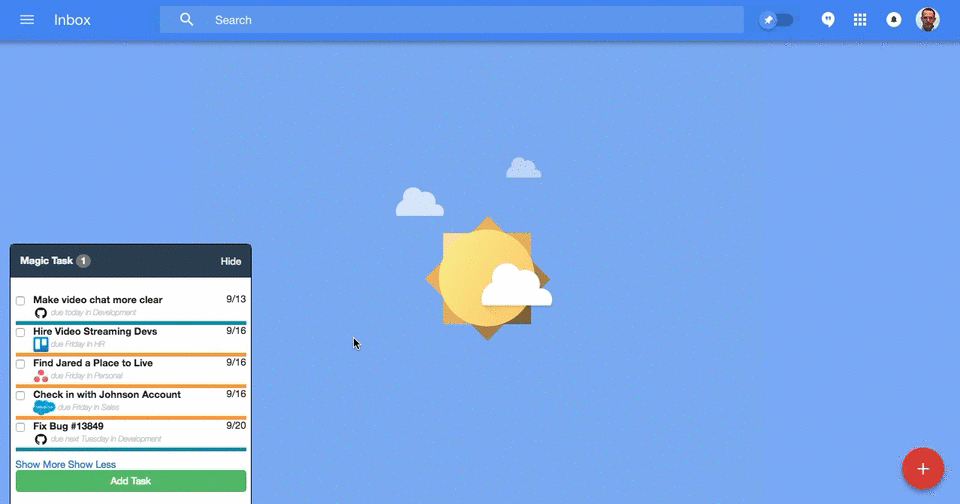 Inbox
Search
Magic Task 1
Hide
Make video chat more clear 9/13
due today in Development
Hire Video Streaming Devs 9/16
due Friday in HR
Find Jared a Place to Live 9/16
due Friday in Personal
Check in with Johnson Account 9/16
due Friday in Sales
Fix Bug #13849 9/20
due next Tuesday in Development
Show More Show Less
Add Task